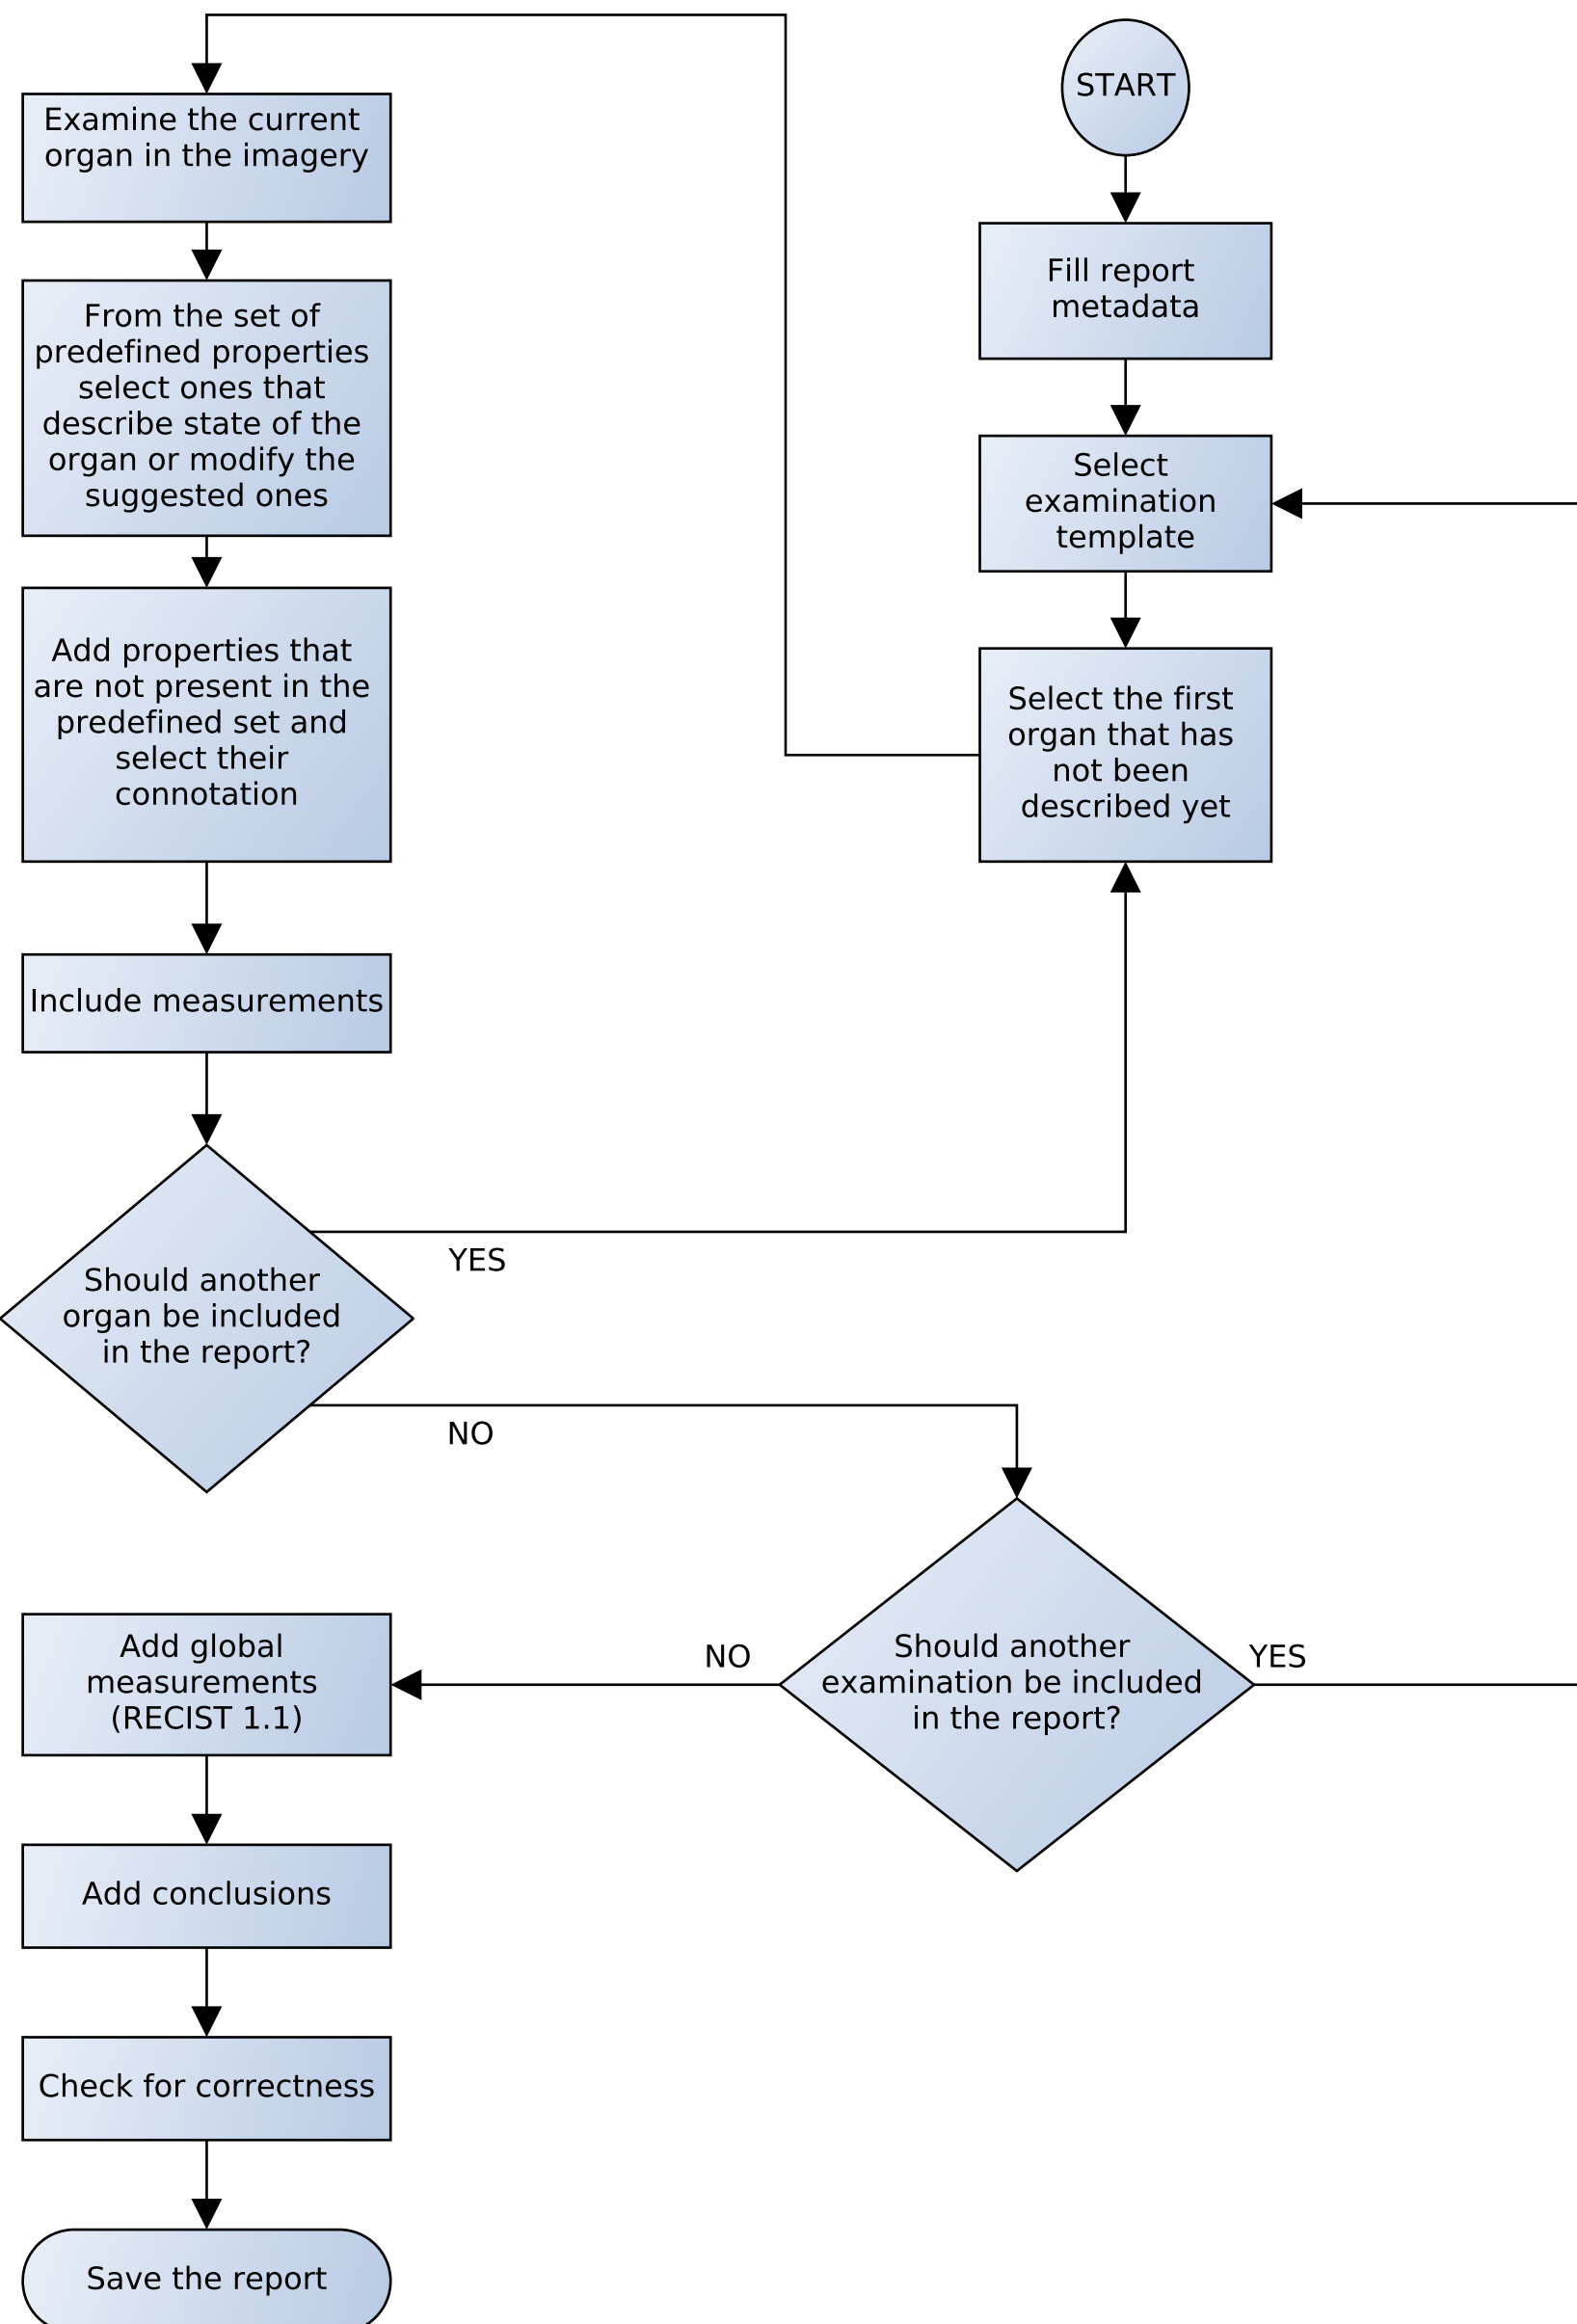 START
Fill report
metadata
Select
examination
template
Select the first
organ that has
not been
described yet
Examine the current
organ in the imagery
From the set of
predefined properties
select ones that
describe state of the
organ or modify the
suggested ones
Add properties that
are not present in the
predefined set and
select their
connotation
Include measurements
Should another
organ be included
in the report?
YES
NO
Should another
examination be included
in the report?
YES
NO
Add global
measurements
(RECIST 1.1)
Add conclusions
Check for correctness
Save the report